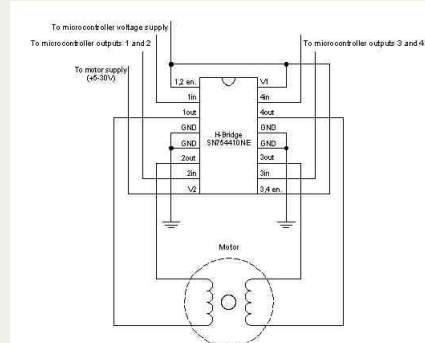 To microcontroller voltage supply
To microcontroller outputs 1 and 2
To microcontroller outputs 3 and 4
To motor supply
(+5-30V)
1,2 en.
V1
1in
4in
1out
4out
GND
GND
H-Bridge
SN754410NE
GND
GND
2out
3out
2in
3in
V2
3,4 en.
Motor